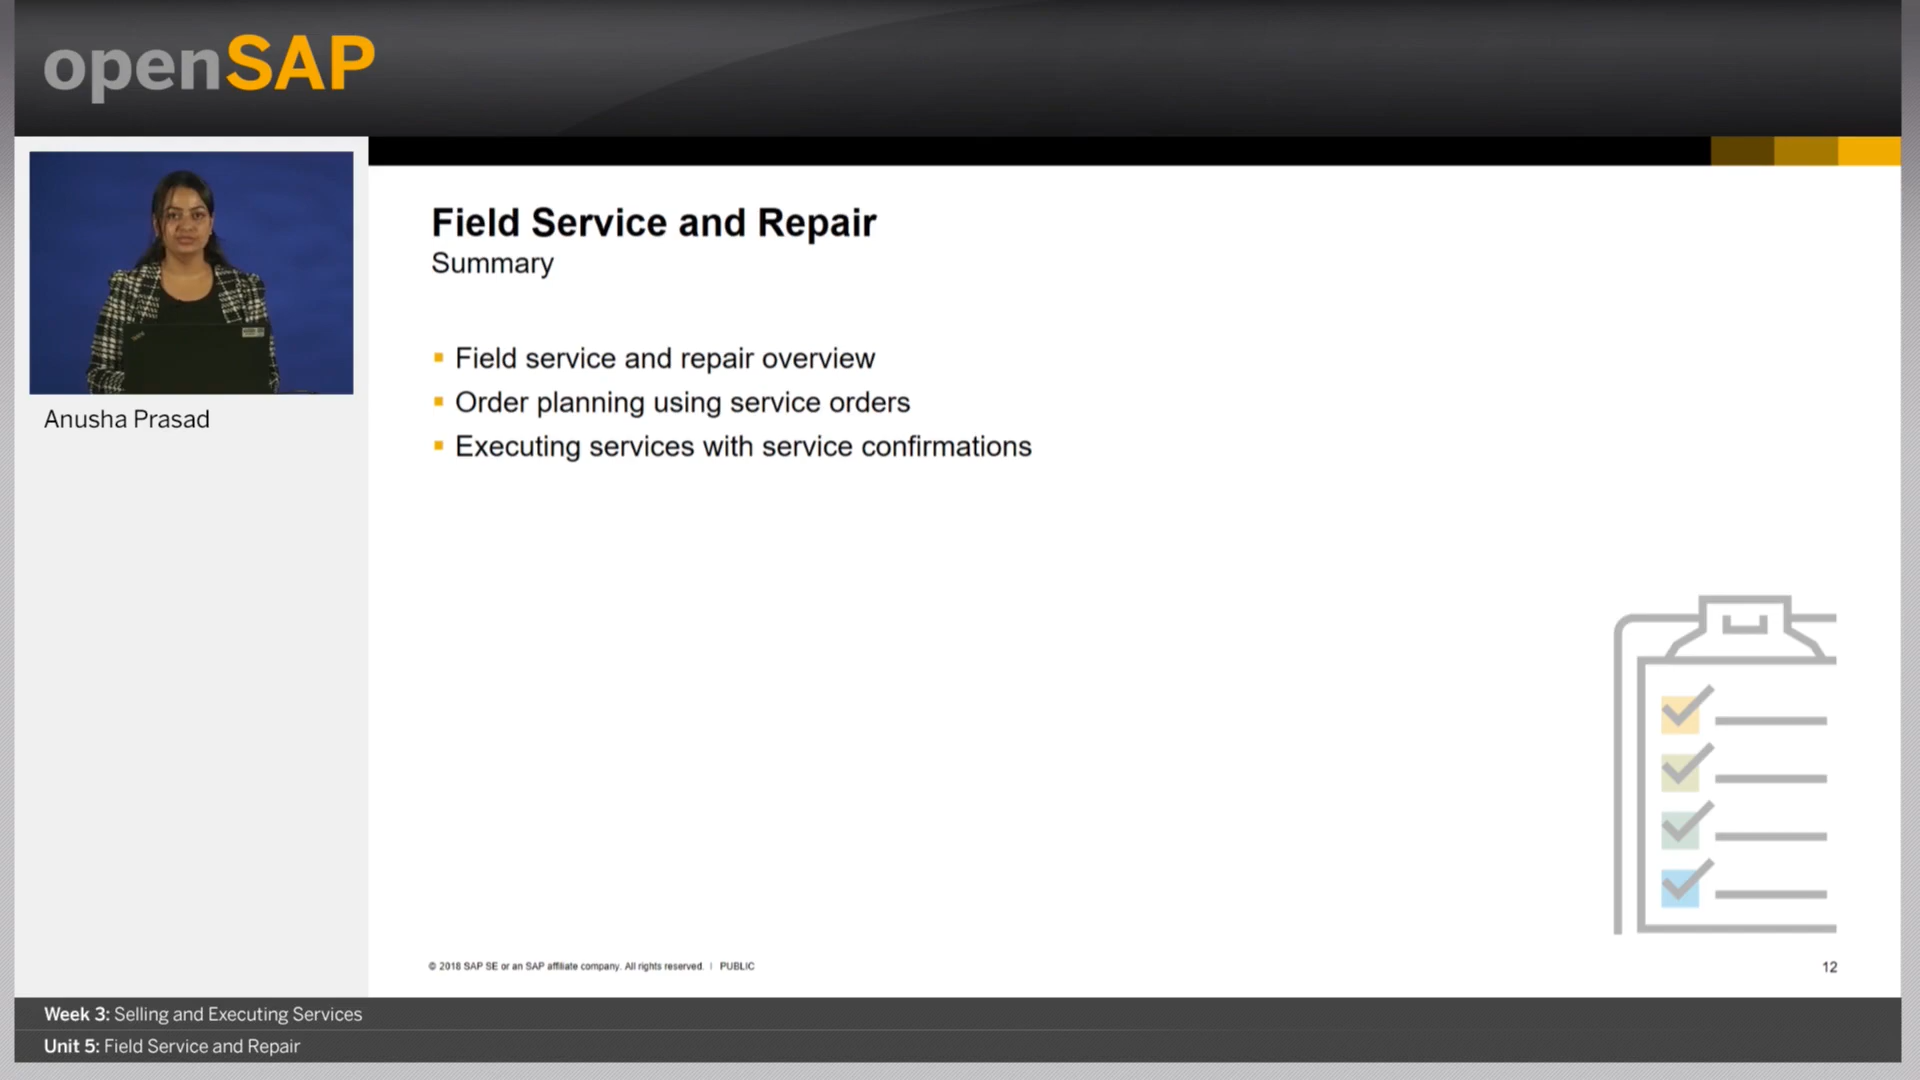 openSAP
Anusha Prasad
Field Service and Repair
Summary
Field service and repair overview
Order planning using service orders
Executing services with service confirmations
© 2018 SAP SE or an SAP affiliate company. All rights reserved. | PUBLIC
12
Week 3: Selling and Executing Services
Unit 5: Field Service and Repair